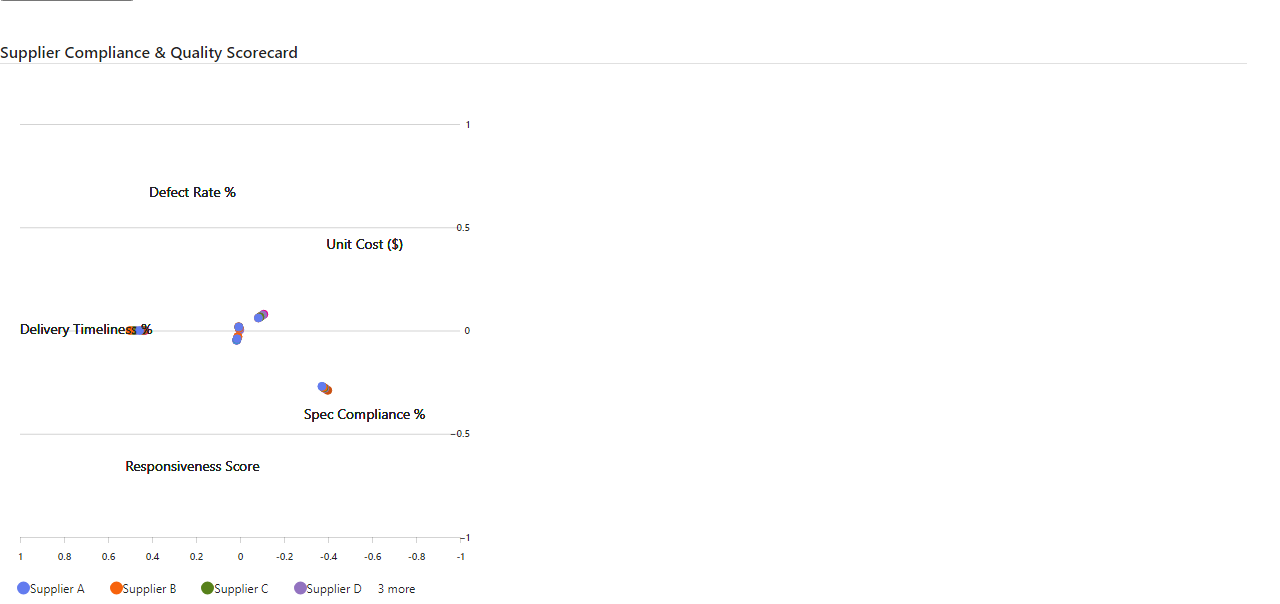 Supplier Compliance & Quality Scorecard
1
Defect Rate %
0.5
Unit Cost ($)
Delivery Timeliness %
0
Spec Compliance %
-0.5
Responsiveness Score
-1
1 0.8 0.6 0.4 0.2 0 -0.2 -0.4 -0.6 -0.8 -1
Supplier A Supplier B Supplier C Supplier D 3 more